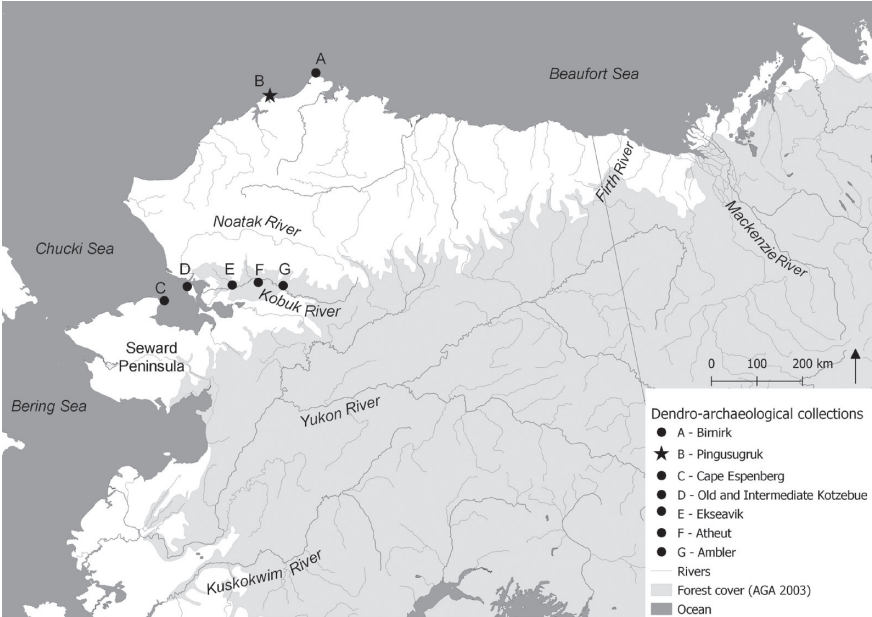 A
B
Beaufort Sea
Firth River
Mackenzie River
Noatak River
Chucki Sea
D
E
F
G
C
Kobuk River
Seward
Peninsula
0 100 200 km
Bering Sea
Yukon River
Kuskokwim River
Dendro-archaeological collections
A - Birnirk
B - Pingusugruk
C - Cape Espenberg
D - Old and Intermediate Kotzebue
E - Ekseavik
F - Atheut
G - Ambler
Rivers
Forest cover (AGA 2003)
Ocean